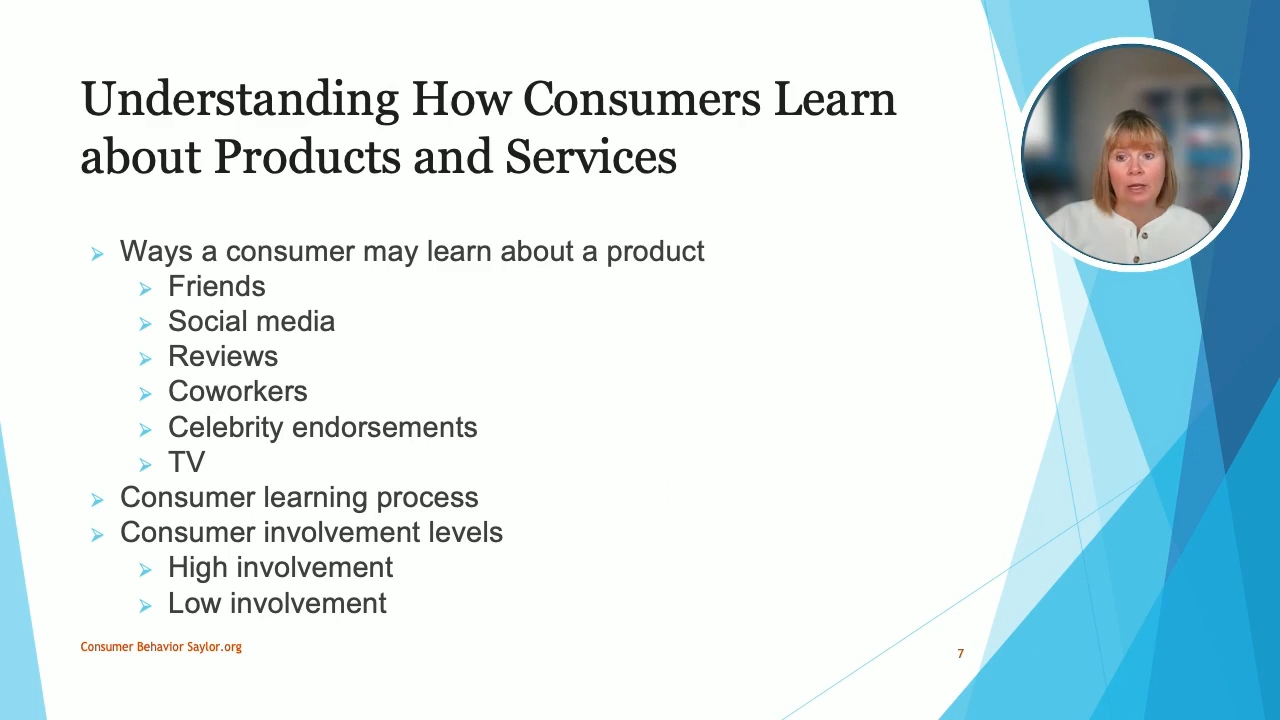 Understanding How Consumers Learn
about Products and Services
Ways a consumer may learn about a product
Friends
Social media
Reviews
Coworkers
Celebrity endorsements
TV
Consumer learning process
Consumer involvement levels
High involvement
Low involvement
Consumer Behavior Saylor.org
7